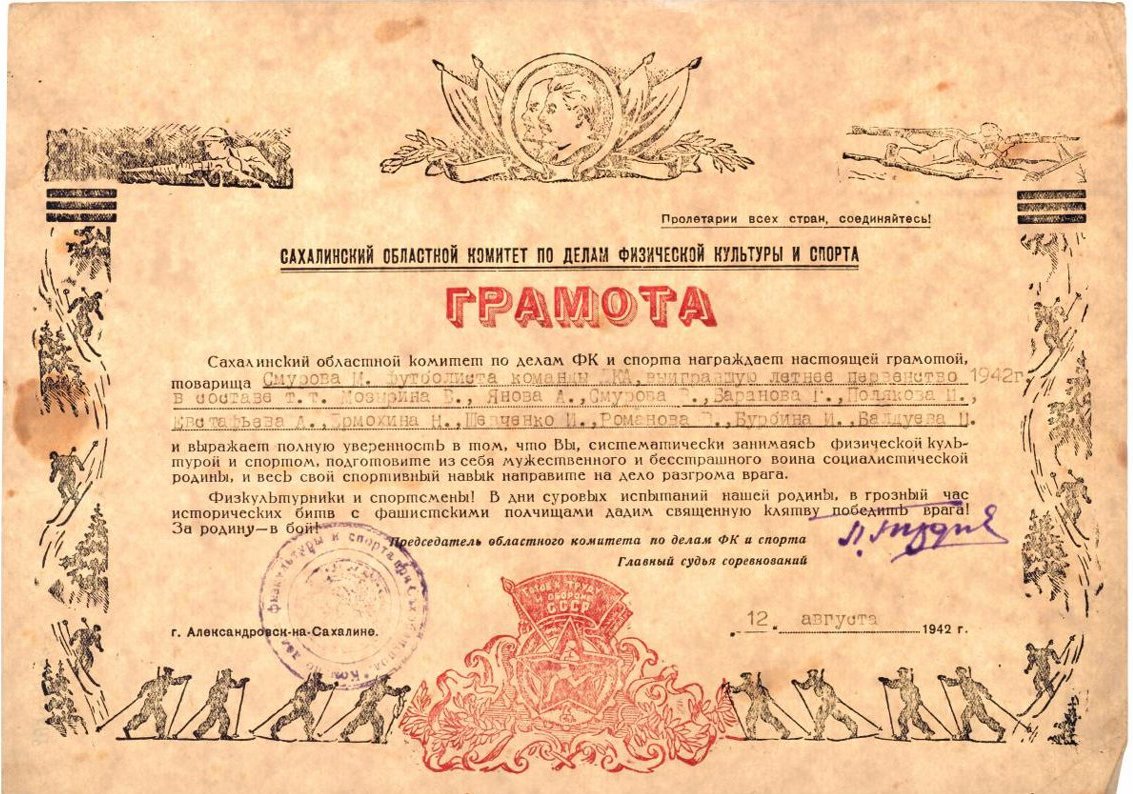 Пролетарии всех стран, соединяйтесь!
САХАЛИНСКИЙ ОБЛАСТНОЙ КОМИТЕТ ПО ДЕЛАМ ФИЗИЧЕСКОЙ КУЛЬТУРЫ И СПОРТА
ГРАМОТА
Сахалинский областной комитет по делам ФК и спорта награждает настоящей грамотой,
товарища Смурова М. футболиста команды ДКА, выигравшую летнее первенство 1942г.
в составе т.т. Мозырина В., Янова А., Смурова В., Баранова Г., Полякова П.,
Евстафьева А., Ермохина Н., Шевченко И., Романова В., Бурбина И., Балдуева Ц.
и выражает полную уверенность в том, что Вы, систематически занимаясь физической куль-
турой и спортом, подготовите из себя мужественного и бесстрашного воина социалистической
родины, и весь свой спортивный навык направите на дело разгрома врага.
Физкультурники и спортсмены! В дни суровых испытаний нашей родины, в грозный час
исторических битв с фашистскими полчищами дадим священную клятву победить врага!
За родину—в бой!
Председатель областного комитета по делам ФК и спорта
Главный судья соревнований
ГОТОВ К ТРУДУ
И ОБОРОНЕ
СССР
физкультуры и спорта при
г. Александровск-на-Сахалине.
„12" августа 1942 г.